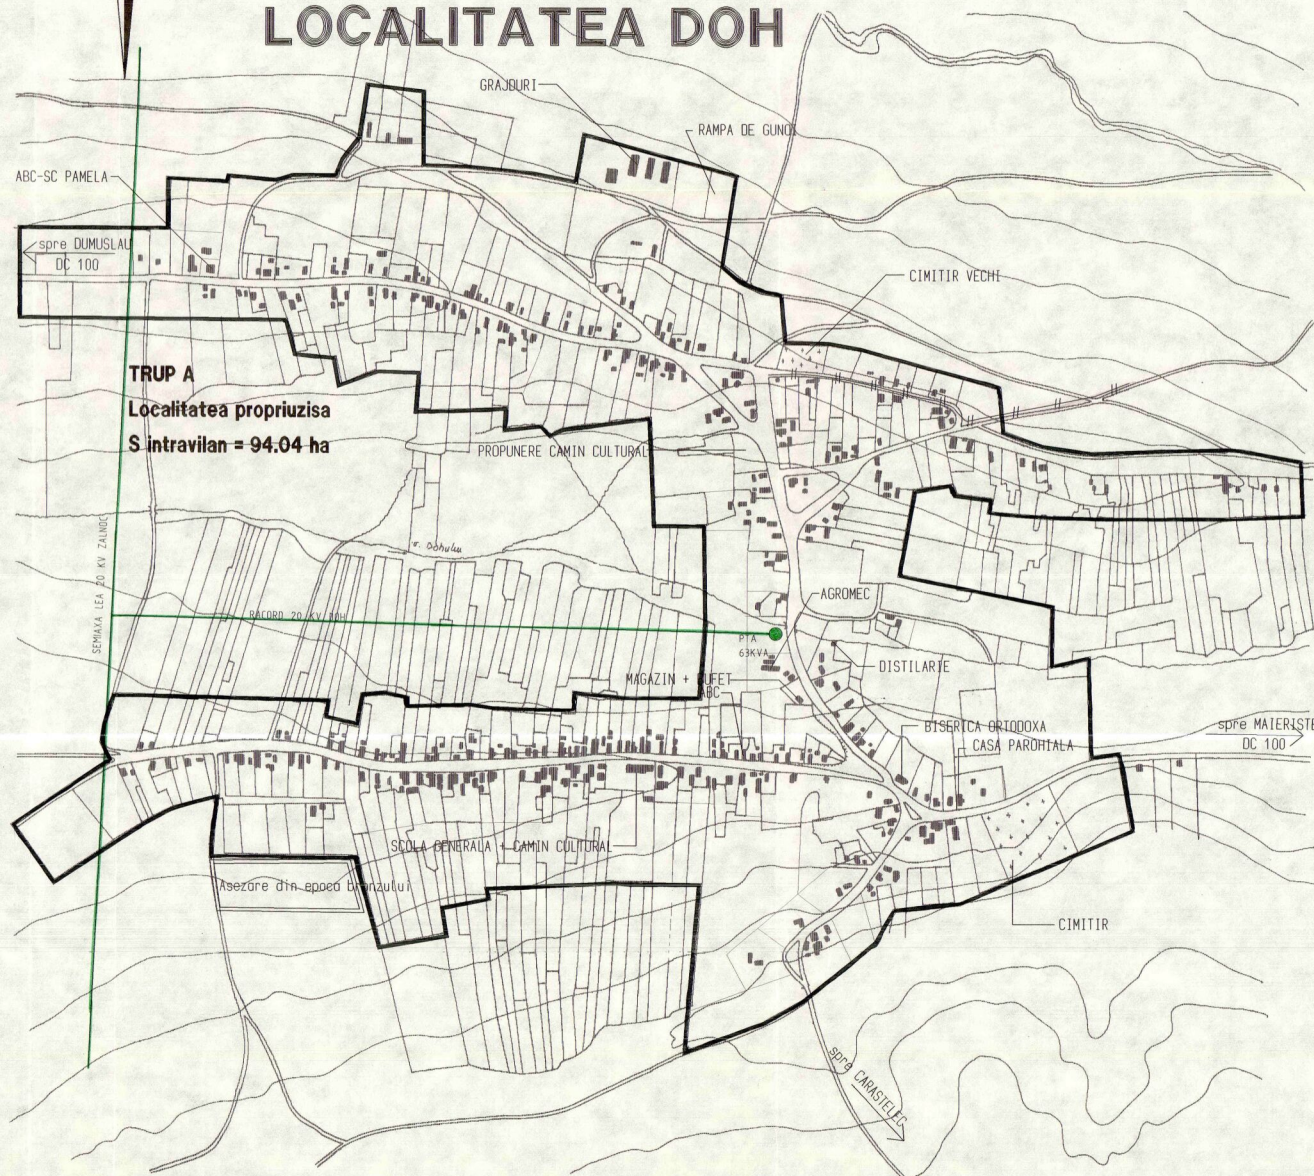 LOCALITATEA DOH
GRAJDURI
RAMPA DE GUNOI
ABC-SC PAMELA
spre DUMUSLAU
DC 100
CIMITIR VECHI
TRUP A
Localitatea propriuzisa
S intravilan = 94.04 ha
PROPUNERE CAMIN CULTURAL
SEMIAXA LEA 20 KV ZALNOC
v. Dohului
RACORD 20 KV DOH
AGROMEC
PTA
63KVA
DISTILARIE
MAGAZIN + BUFET
ABC
BISERICA ORTODOXA
CASA PAROHIALA
spre MAIERISTE
DC 100
SCOLA GENERALA + CAMIN CULTURAL
Asezare din epoca bronzului
CIMITIR
spre CARASTELEC